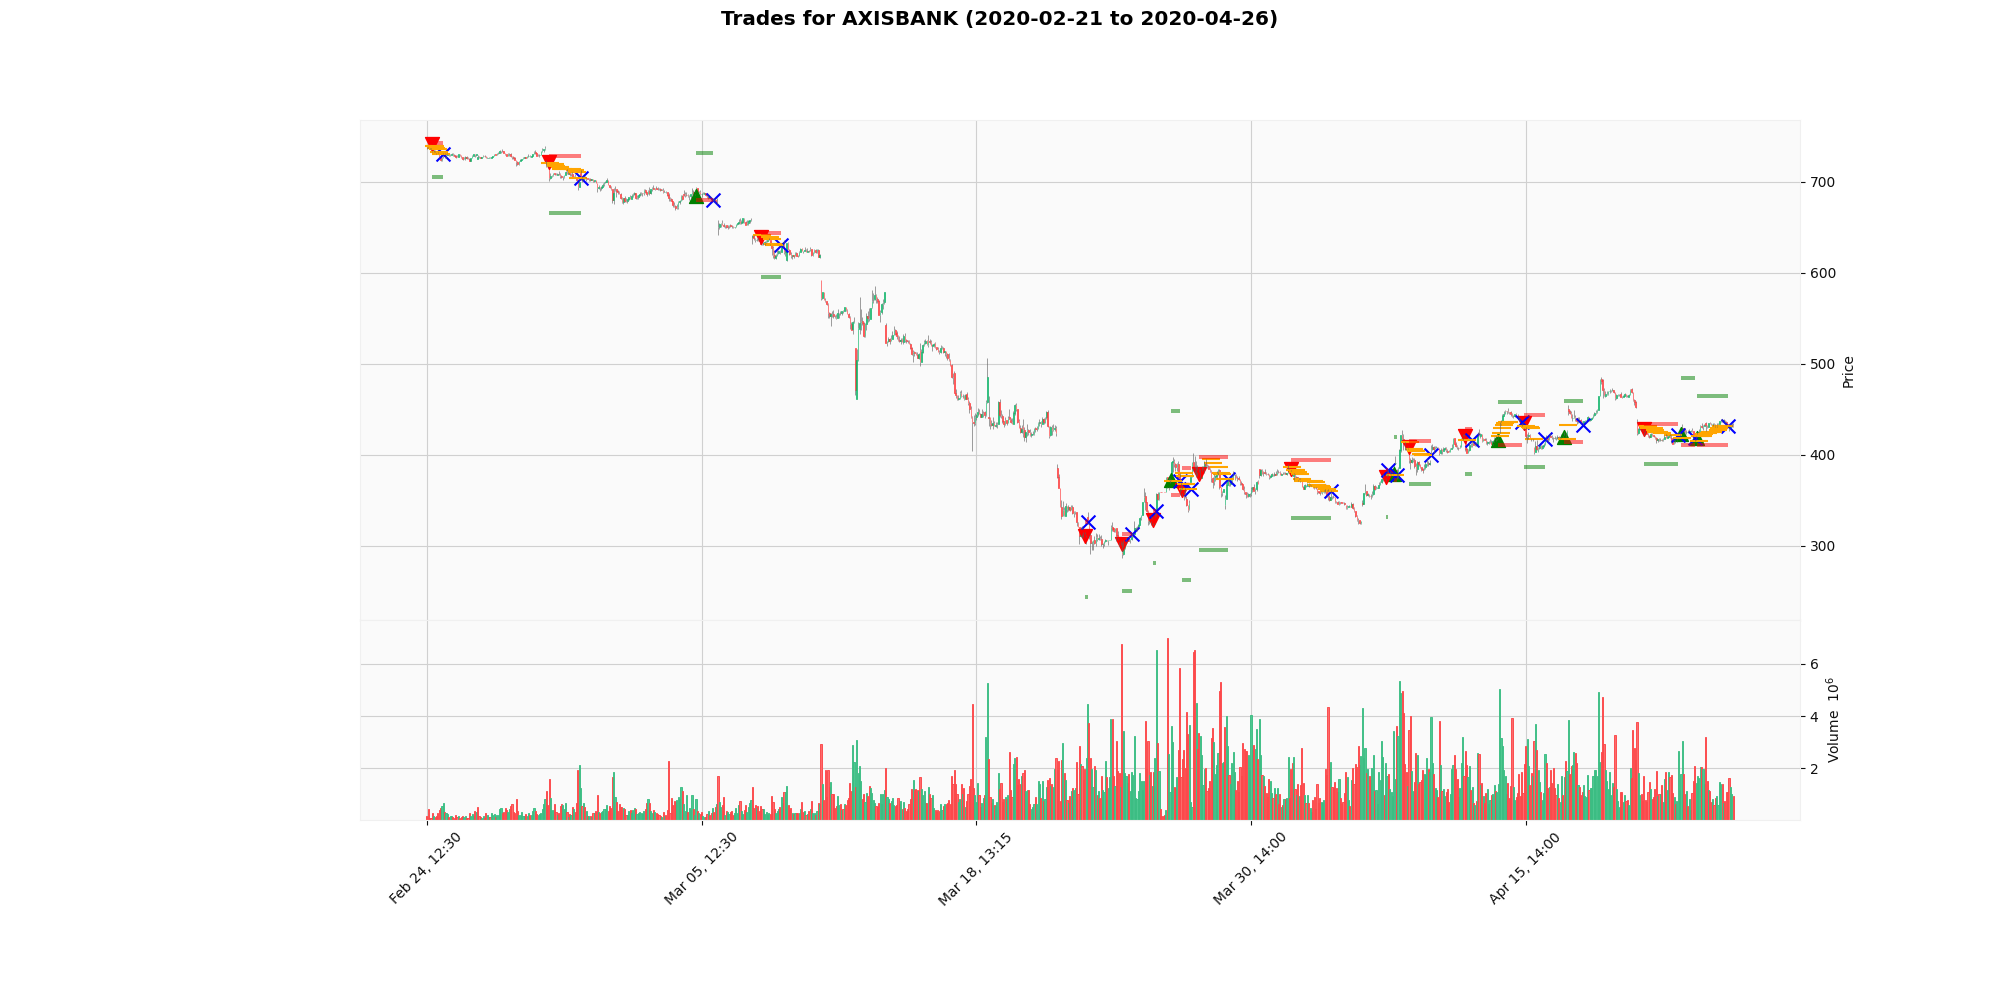 Trades for AXISBANK (2020-02-21 to 2020-04-26)
700
600
500
400
300
Price
6
4
2
Volume 10^6
Feb 24, 12:30
Mar 05, 12:30
Mar 18, 13:15
Mar 30, 14:00
Apr 15, 14:00